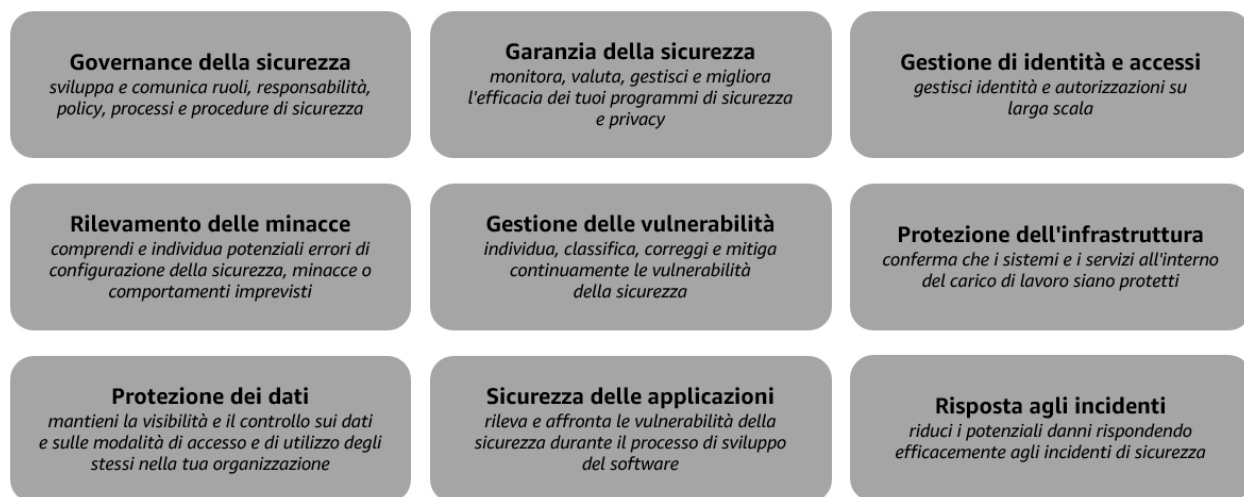 Governance della sicurezza
sviluppa e comunica ruoli, responsabilità,
policy, processi e procedure di sicurezza
Garanzia della sicurezza
monitora, valuta, gestisci e migliora
l'efficacia dei tuoi programmi di sicurezza
e privacy
Gestione di identità e accessi
gestisci identità e autorizzazioni su
larga scala
Rilevamento delle minacce
comprendi e individua potenziali errori di
configurazione della sicurezza, minacce o
comportamenti imprevisti
Gestione delle vulnerabilità
individua, classifica, correggi e mitiga
continuamente le vulnerabilità
della sicurezza
Protezione dell'infrastruttura
conferma che i sistemi e i servizi all'interno
del carico di lavoro siano protetti
Protezione dei dati
mantieni la visibilità e il controllo sui dati
e sulle modalità di accesso e di utilizzo degli
stessi nella tua organizzazione
Sicurezza delle applicazioni
rileva e affronta le vulnerabilità della
sicurezza durante il processo di sviluppo
del software
Risposta agli incidenti
riduci i potenziali danni rispondendo
efficacemente agli incidenti di sicurezza